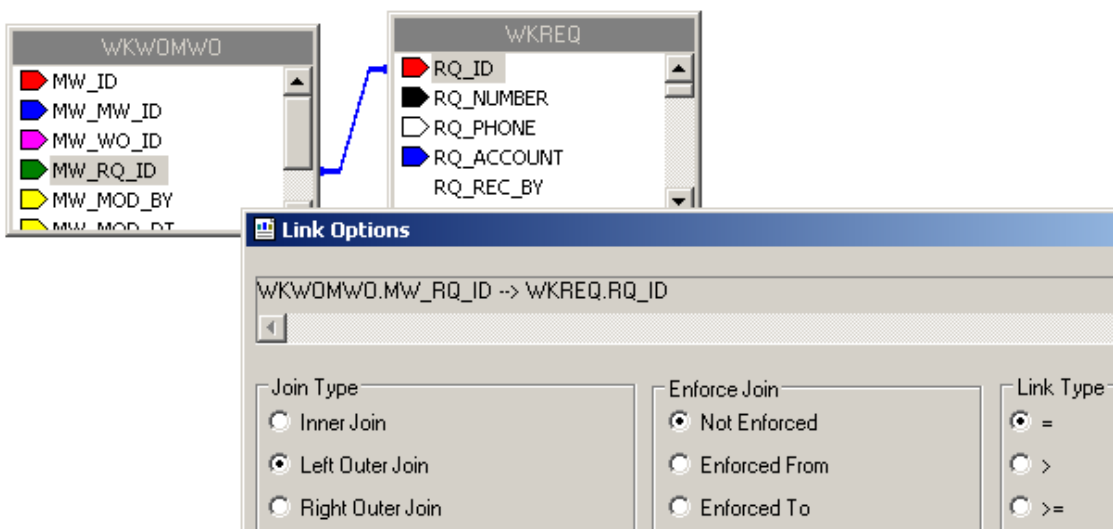 WKWOMWO
MW_ID
MW_MW_ID
MW_WO_ID
MW_RQ_ID
MW_MOD_BY
MW_MOD_DT
WKREQ
RQ_ID
RQ_NUMBER
RQ_PHONE
RQ_ACCOUNT
RQ_REC_BY
Link Options
WKWOMWO.MW_RQ_ID --> WKREQ.RQ_ID
Join Type
Inner Join
Left Outer Join
Right Outer Join
Enforce Join
Not Enforced
Enforced From
Enforced To
Link Type
=
>
>=